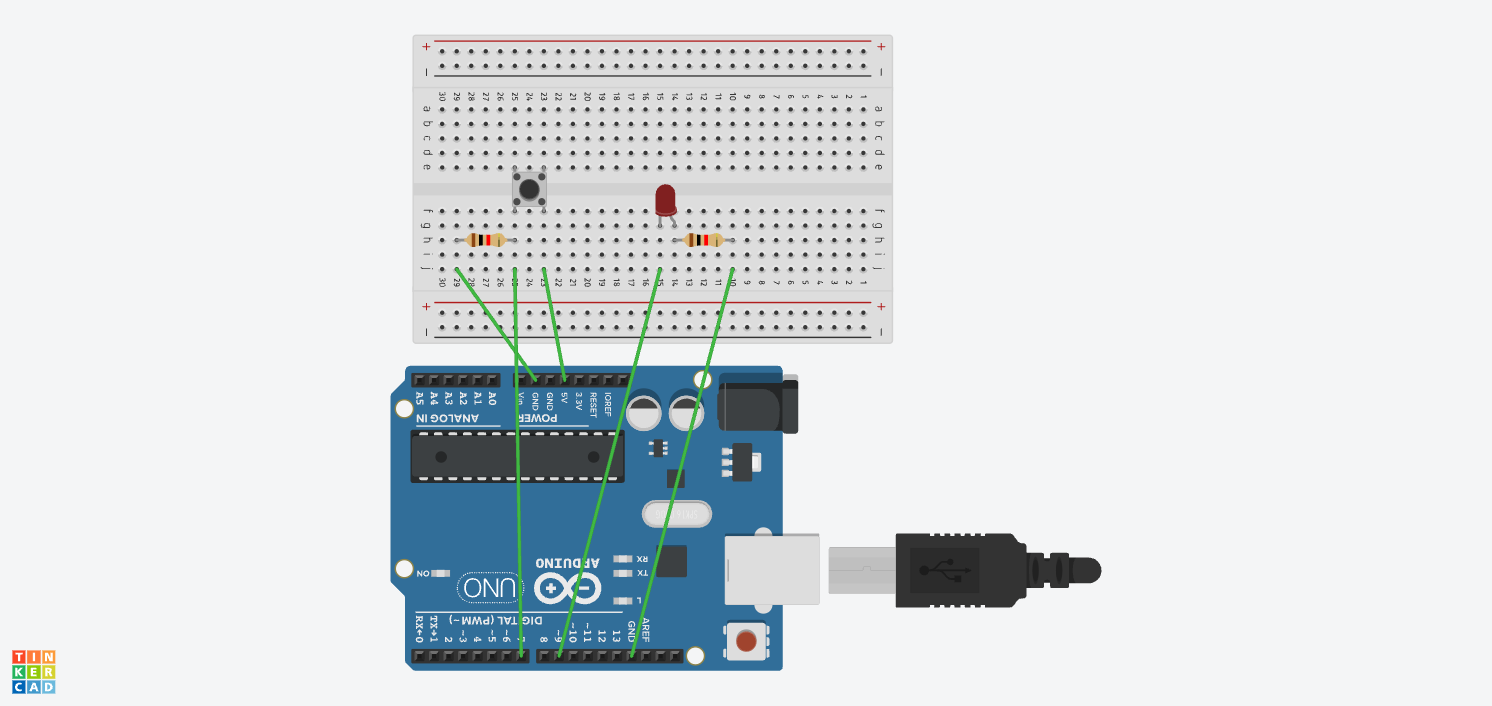 + +
− −
30 29 28 27 26 25 24 23 22 21 20 19 18 17 16 15 14 13 12 11 10 9 8 7 6 5 4 3 2 1
a a
b b
c c
d d
e e
f f
g g
h h
i i
j j
30 29 28 27 26 25 24 23 22 21 20 19 18 17 16 15 14 13 12 11 10 9 8 7 6 5 4 3 2 1
+ +
− −
A5 A4 A3 A2 A1 A0 Vin GND GND 5V 3.3V RESET IOREF
ANALOG IN POWER
ARDUINO
RX
TX
ON
UNO
L
DIGITAL (PWM~)
RX←0 TX→1 2 ~3 4 ~5 ~6 7 8 ~9 ~10 ~11 12 13 GND AREF
TIN
KER
CAD